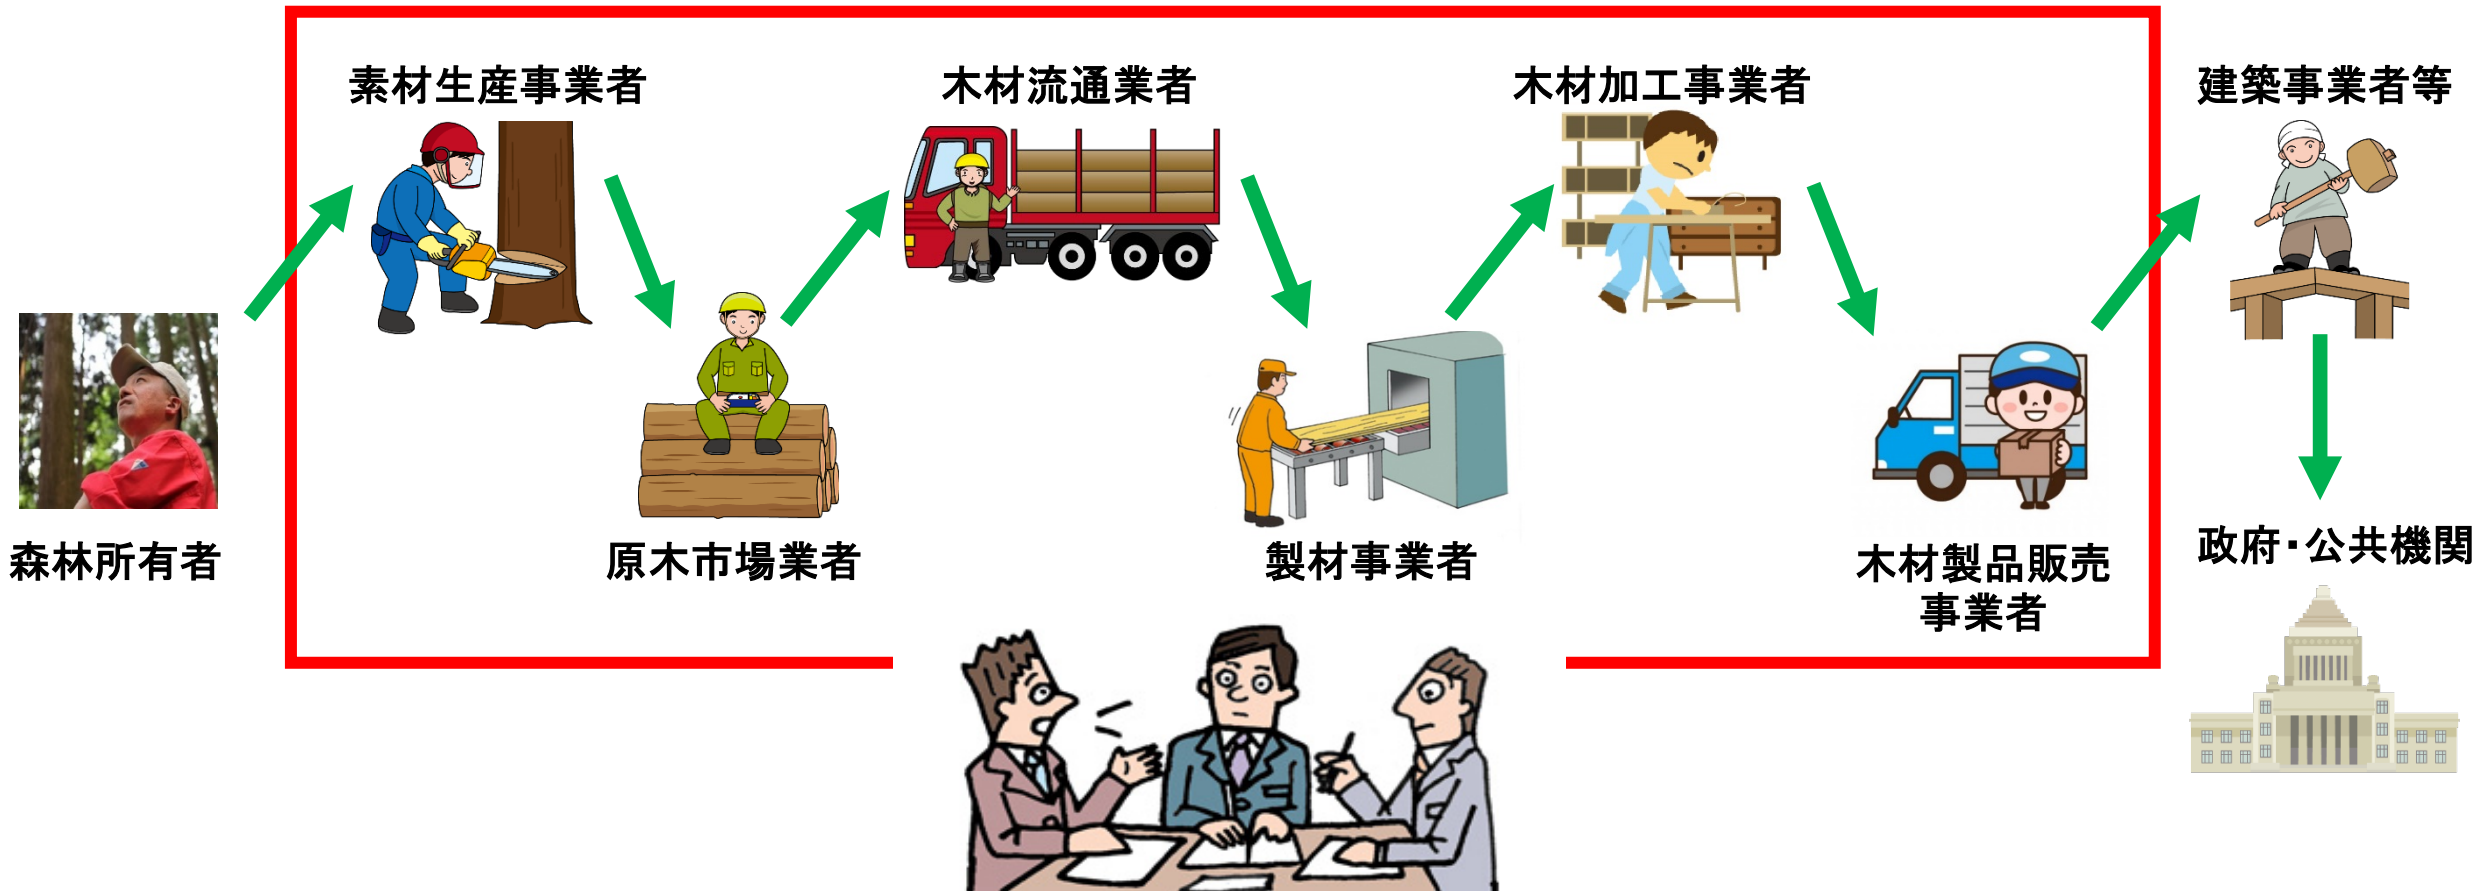 素材生産事業者
木材流通業者
木材加工事業者
建築事業者等
森林所有者
原木市場業者
製材事業者
木材製品販売
事業者
政府・公共機関